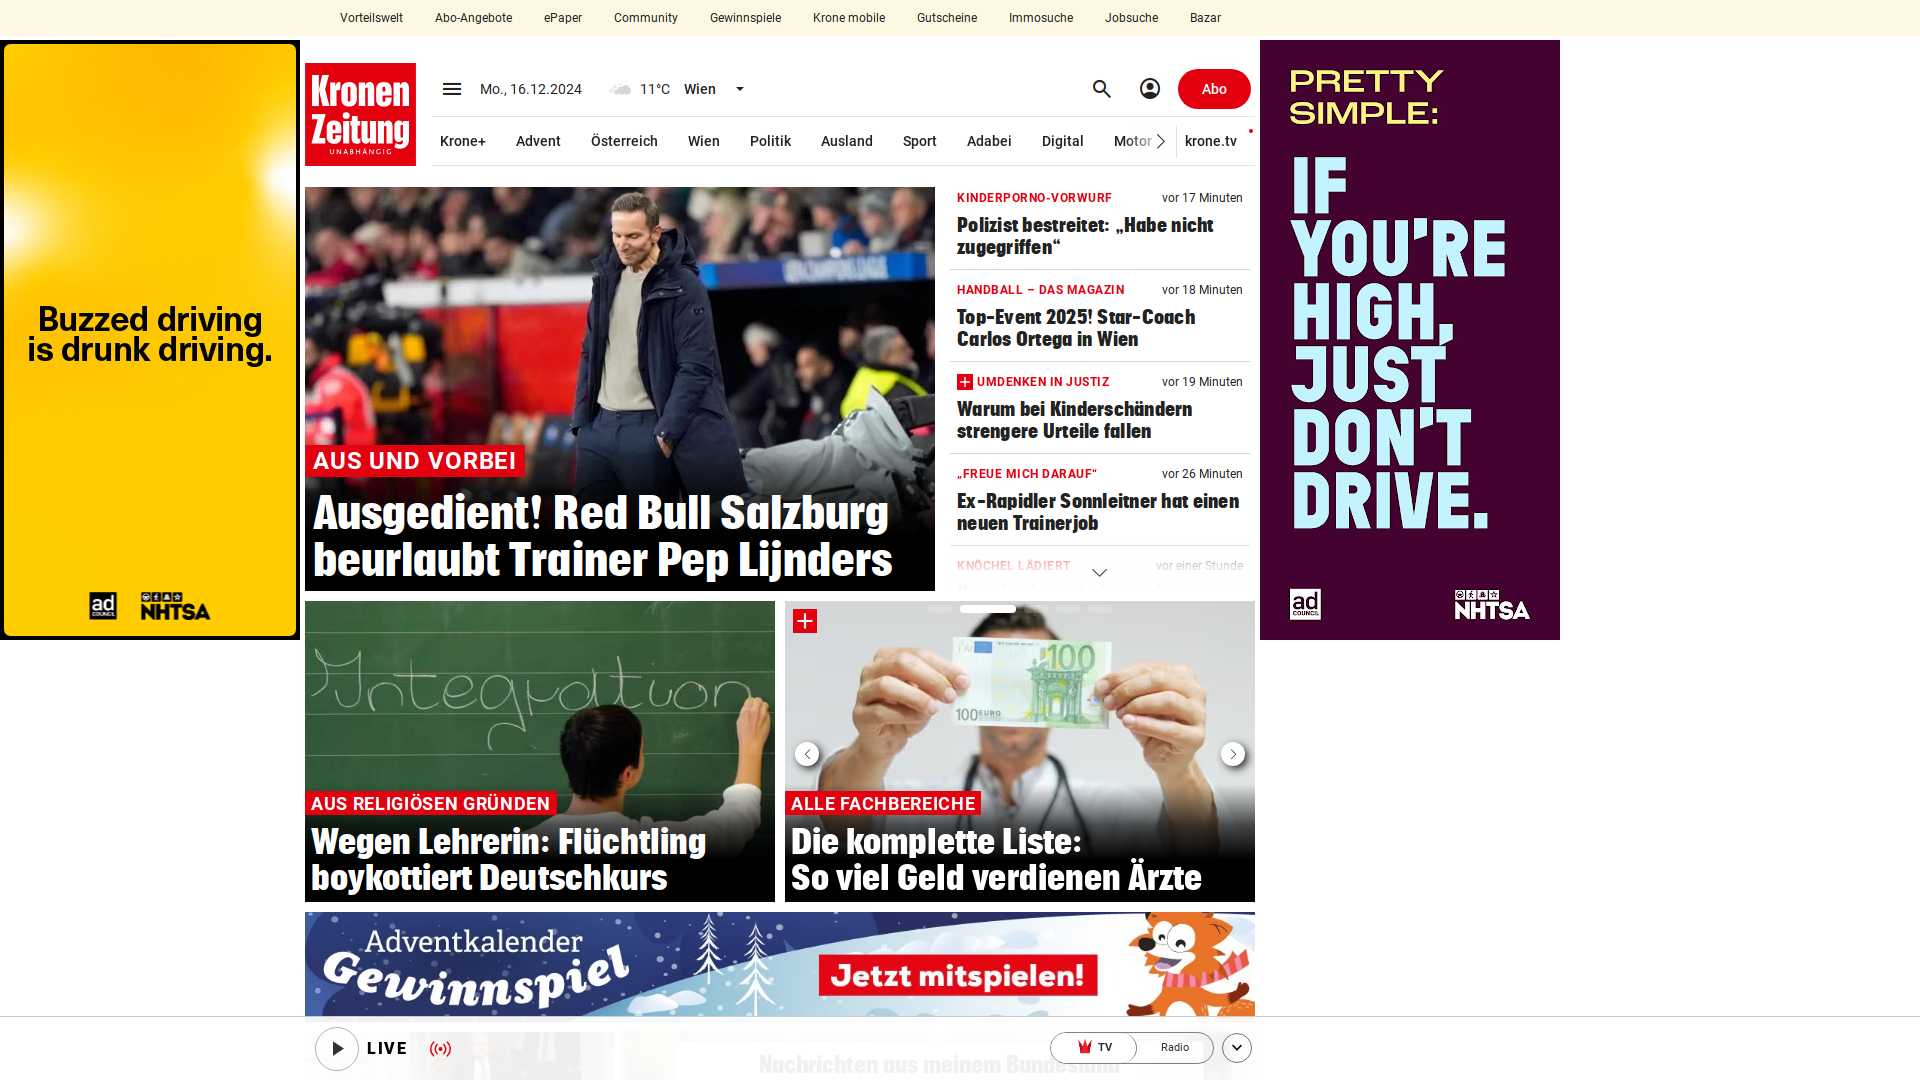 Vorteilswelt Abo-Angebote ePaper Community Gewinnspiele Krone mobile Gutscheine Immosuche Jobsuche Bazar
Kronen
Zeitung
UNABHÄNGIG
Mo., 16.12.2024 11°C Wien
Abo
Krone+ Advent Österreich Wien Politik Ausland Sport Adabei Digital Motor krone.tv
Buzzed driving
is drunk driving.
ad
COUNCIL
NHTSA
AUS UND VORBEI
Ausgedient! Red Bull Salzburg
beurlaubt Trainer Pep Lijnders
KINDERPORNO-VORWURF vor 17 Minuten
Polizist bestreitet: „Habe nicht
zugegriffen“
HANDBALL – DAS MAGAZIN vor 18 Minuten
Top-Event 2025! Star-Coach
Carlos Ortega in Wien
UMDENKEN IN JUSTIZ vor 19 Minuten
Warum bei Kinderschändern
strengere Urteile fallen
„FREUE MICH DARAUF“ vor 26 Minuten
Ex-Rapidler Sonnleitner hat einen
neuen Trainerjob
KNÖCHEL LÄDIERT vor einer Stunde
PRETTY
SIMPLE:
IF
YOU'RE
HIGH,
JUST
DON'T
DRIVE.
ad
COUNCIL
NHTSA
Integration
AUS RELIGIÖSEN GRÜNDEN
Wegen Lehrerin: Flüchtling
boykottiert Deutschkurs
100
100 EURO
ALLE FACHBEREICHE
Die komplette Liste:
So viel Geld verdienen Ärzte
Adventkalender
Gewinnspiel
Jetzt mitspielen!
LIVE
TV Radio
Nachrichten aus meinem Bundesland